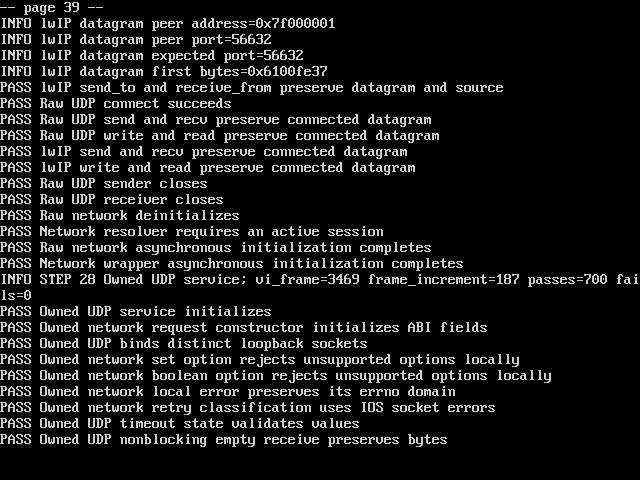 -- page 39 --
INFO lwIP datagram peer address=0x7f000001
INFO lwIP datagram peer port=56632
INFO lwIP datagram expected port=56632
INFO lwIP datagram first bytes=0x6100fe37
PASS lwIP send_to and receive_from preserve datagram and source
PASS Raw UDP connect succeeds
PASS Raw UDP send and recv preserve connected datagram
PASS Raw UDP write and read preserve connected datagram
PASS lwIP send and recv preserve connected datagram
PASS lwIP write and read preserve connected datagram
PASS Raw UDP sender closes
PASS Raw UDP receiver closes
PASS Raw network deinitializes
PASS Network resolver requires an active session
PASS Raw network asynchronous initialization completes
PASS Network wrapper asynchronous initialization completes
INFO STEP 28 Owned UDP service; vi_frame=3469 frame_increment=187 passes=700 fai
ls=0
PASS Owned UDP service initializes
PASS Owned network request constructor initializes ABI fields
PASS Owned UDP binds distinct loopback sockets
PASS Owned network set option rejects unsupported options locally
PASS Owned network boolean option rejects unsupported options locally
PASS Owned network local error preserves its errno domain
PASS Owned network retry classification uses IOS socket errors
PASS Owned UDP timeout state validates values
PASS Owned UDP nonblocking empty receive preserves bytes